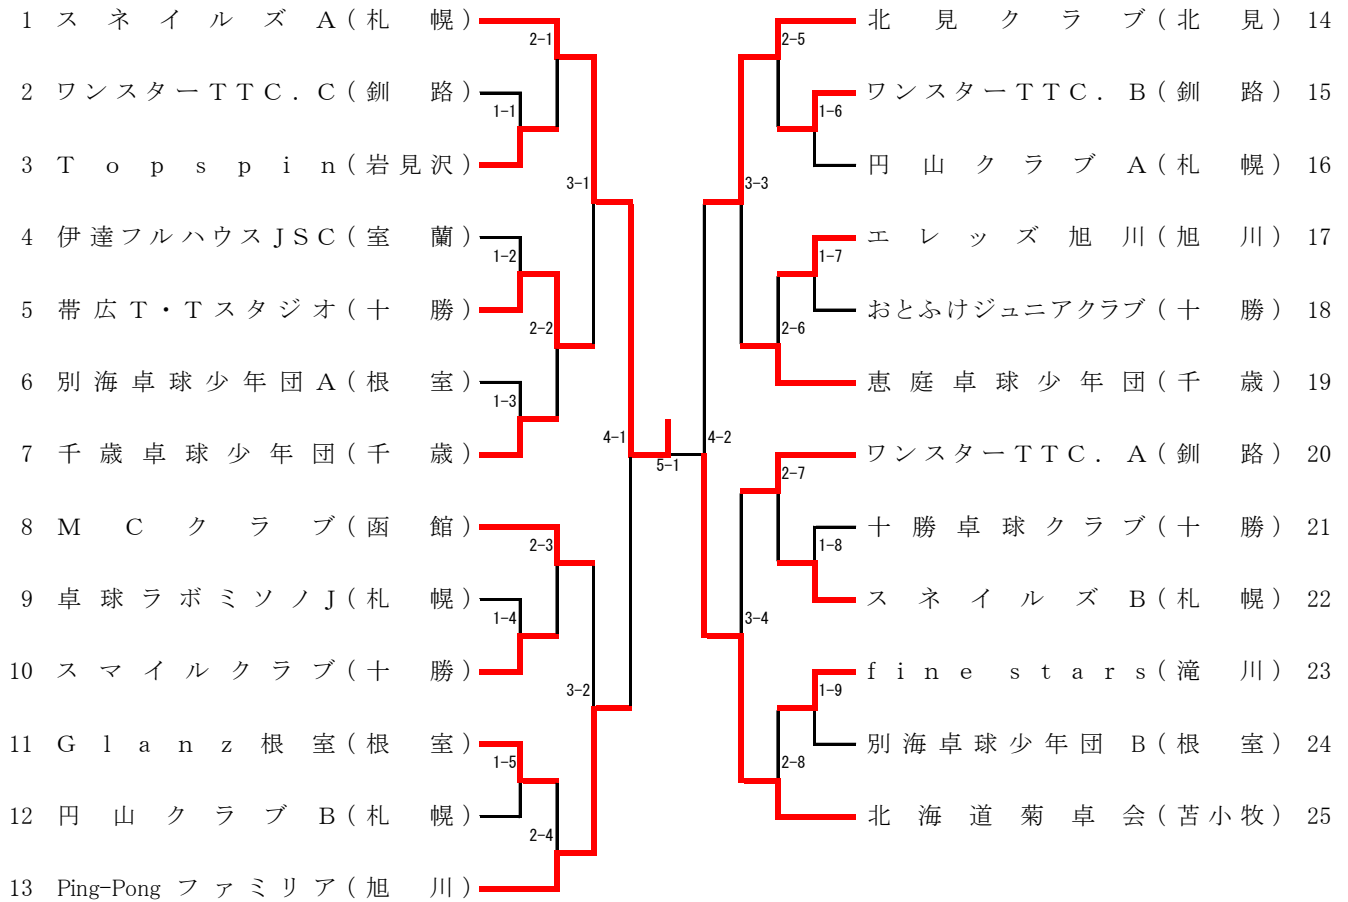 1 スネイルズA(札幌)
2 ワンスターTTC.C(釧路)
3 Topspin(岩見沢)
4 伊達フルハウスJSC(室蘭)
5 帯広T・Tスタジオ(十勝)
6 別海卓球少年団A(根室)
7 千歳卓球少年団(千歳)
8 MCクラブ(函館)
9 卓球ラボミソノJ(札幌)
10 スマイルクラブ(十勝)
11 Glanz根室(根室)
12 円山クラブB(札幌)
13 Ping-Pongファミリア(旭川)
2-1
1-1
3-1
1-2
2-2
1-3
4-1
2-3
1-4
3-2
1-5
2-4
5-1
2-5
1-6
3-3
1-7
2-6
4-2
2-7
1-8
3-4
1-9
2-8
北見クラブ(北見) 14
ワンスターTTC.B(釧路) 15
円山クラブA(札幌) 16
エレッズ旭川(旭川) 17
おとふけジュニアクラブ(十勝) 18
恵庭卓球少年団(千歳) 19
ワンスターTTC.A(釧路) 20
十勝卓球クラブ(十勝) 21
スネイルズB(札幌) 22
fine stars(滝川) 23
別海卓球少年団B(根室) 24
北海道菊卓会(苫小牧) 25